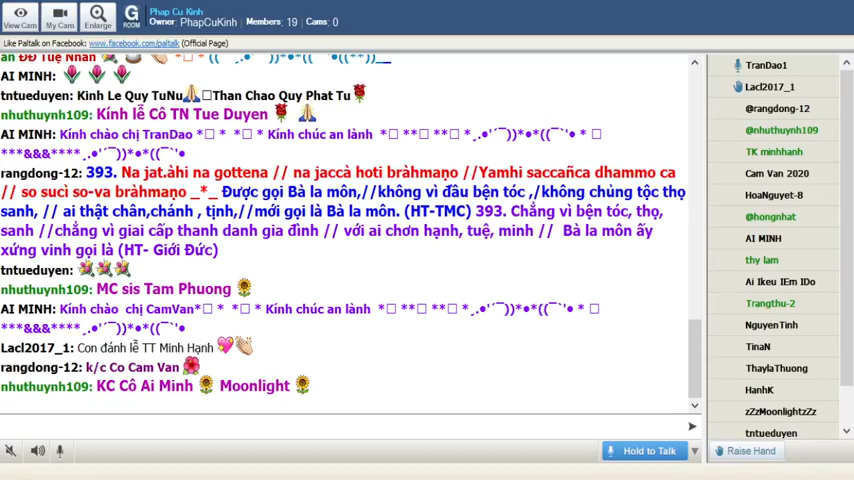 Phap Cu Kinh
Owner: PhapCuKinh Members: 19 Cams: 0
View Cam
My Cam
Enlarge
G
ROOM
Like Paltalk on Facebook: www.facebook.com/paltalk (Official Page)
ân ĐĐ Tuệ Nhân
AI MINH:
tntueduyen: Kinh Le Quy TuNu Than Chao Quy Phat Tu
nhuthuynh109: Kính lễ Cô TN Tue Duyen
AI MINH: Kính chào chị TranDao *□ * *□ * Kính chúc an lành *□ **□ **□ *¸.•'´¯))*•*((¯`•° * □
***&&&****¸.•'´¯))*•*((¯`'•
rangdong-12: 393. Na jat.àhi na gottena // na jaccà hoti bràhmaṇo //Yamhi saccañca dhammo ca
// so sucì so-va bràhmaṇo _*_ Được gọi Bà la môn,//không vì đầu bện tóc ,/không chủng tộc thọ
sanh, // ai thật chân,chánh , tịnh,//mới gọi là Bà la môn. (HT-TMC) 393. Chẳng vì bện tóc, thọ,
sanh //chẳng vì giai cấp thanh danh gia đình // với ai chơn hạnh, tuệ, minh // Bà la môn ấy
xứng vinh gọi là (HT- Giới Đức)
tntueduyen:
nhuthuynh109: MC sis Tam Phuong
AI MINH: Kính chào chị CamVan*□ * *□ * Kính chúc an lành *□ **□ **□ *¸.•'´¯))*•*((¯`•° * □
***&&&****¸.•'´¯))*•*((¯`'•
Lacl2017_1: Con đánh lễ TT Minh Hạnh
rangdong-12: k/c Co Cam Van
nhuthuynh109: KC Cô Ai Minh Moonlight
Hold to Talk
TranDao1
Lacl2017_1
@rangdong-12
@nhuthuynh109
TK minhhanh
Cam Van 2020
HoaNguyet-8
@hongnhat
AI MINH
thy lam
Ai lkeu IEm IDo
Trangthu-2
NguyenTinh
TinaN
ThaylaThuong
HanhK
zZzMoonlightzZz
tntueduyen
Raise Hand